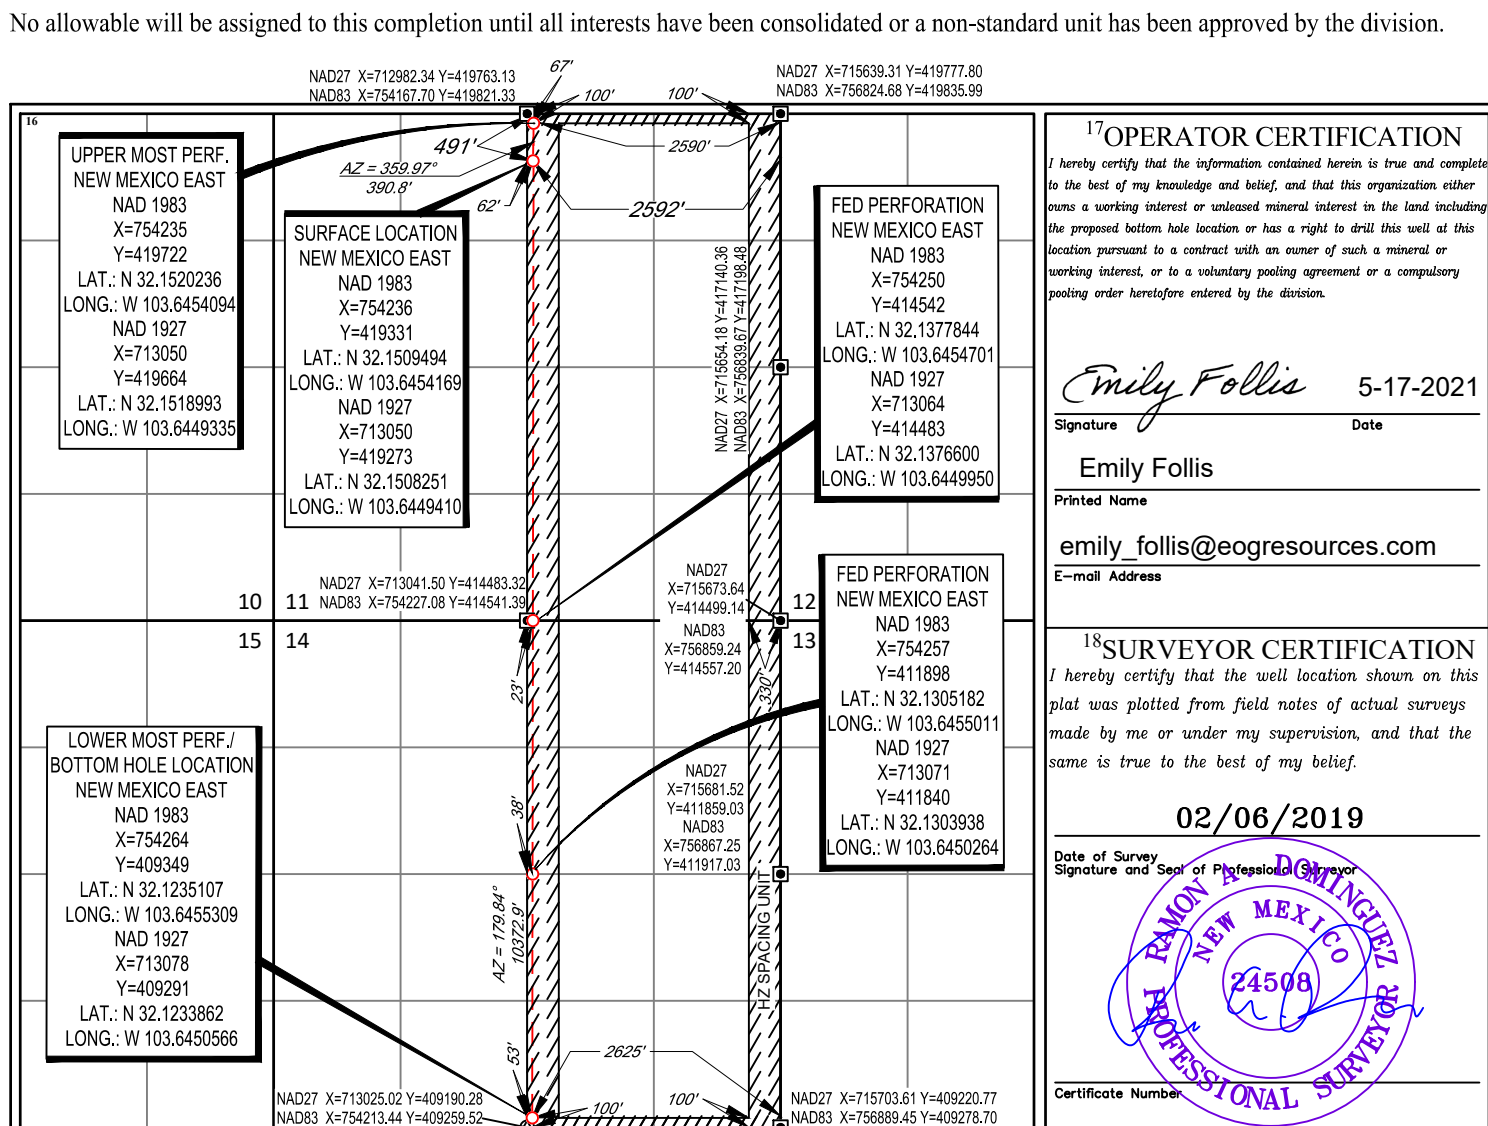 No allowable will be assigned to this completion until all interests have been consolidated or a non-standard unit has been approved by the division.
NAD27 X=712982.34 Y=419763.13
NAD83 X=754167.70 Y=419821.33
67'
100'
100'
NAD27 X=715639.31 Y=419777.80
NAD83 X=756824.68 Y=419835.99
16
UPPER MOST PERF.
NEW MEXICO EAST
NAD 1983
X=754235
Y=419722
LAT.: N 32.1520236
LONG.: W 103.6454094
NAD 1927
X=713050
Y=419664
LAT.: N 32.1518993
LONG.: W 103.6449335
491'
AZ = 359.97°
390.8'
62'
2590'
2592'
SURFACE LOCATION
NEW MEXICO EAST
NAD 1983
X=754236
Y=419331
LAT.: N 32.1509494
LONG.: W 103.6454169
NAD 1927
X=713050
Y=419273
LAT.: N 32.1508251
LONG.: W 103.6449410
NAD27 X=715654.18 Y=417140.36
NAD83 X=756839.67 Y=417198.48
FED PERFORATION
NEW MEXICO EAST
NAD 1983
X=754250
Y=414542
LAT.: N 32.1377844
LONG.: W 103.6454701
NAD 1927
X=713064
Y=414483
LAT.: N 32.1376600
LONG.: W 103.6449950
NAD27 X=713041.50 Y=414483.32
NAD83 X=754227.08 Y=414541.39
10 11
15 14
NAD27
X=715673.64
Y=414499.14
NAD83
X=756859.24
Y=414557.20
12
13
23'
330'
FED PERFORATION
NEW MEXICO EAST
NAD 1983
X=754257
Y=411898
LAT.: N 32.1305182
LONG.: W 103.6455011
NAD 1927
X=713071
Y=411840
LAT.: N 32.1303938
LONG.: W 103.6450264
LOWER MOST PERF./
BOTTOM HOLE LOCATION
NEW MEXICO EAST
NAD 1983
X=754264
Y=409349
LAT.: N 32.1235107
LONG.: W 103.6455309
NAD 1927
X=713078
Y=409291
LAT.: N 32.1233862
LONG.: W 103.6450566
38'
NAD27
X=715681.52
Y=411859.03
NAD83
X=756867.25
Y=411917.03
AZ = 179.84°
10372.9'
HZ SPACING UNIT
53'
2625'
100'
100'
NAD27 X=713025.02 Y=409190.28
NAD83 X=754213.44 Y=409259.52
NAD27 X=715703.61 Y=409220.77
NAD83 X=756889.45 Y=409278.70
17OPERATOR CERTIFICATION
I hereby certify that the information contained herein is true and complete
to the best of my knowledge and belief, and that this organization either
owns a working interest or unleased mineral interest in the land including
the proposed bottom hole location or has a right to drill this well at this
location pursuant to a contract with an owner of such a mineral or
working interest, or to a voluntary pooling agreement or a compulsory
pooling order heretofore entered by the division.
Emily Follis 5-17-2021
Signature Date
Emily Follis
Printed Name
emily_follis@eogresources.com
E-mail Address
18SURVEYOR CERTIFICATION
I hereby certify that the well location shown on this
plat was plotted from field notes of actual surveys
made by me or under my supervision, and that the
same is true to the best of my belief.
02/06/2019
Date of Survey
Signature and Seal of Professional Surveyor
RAMON A. DOMINGUEZ
NEW MEXICO
24508
PROFESSIONAL SURVEYOR
Certificate Number